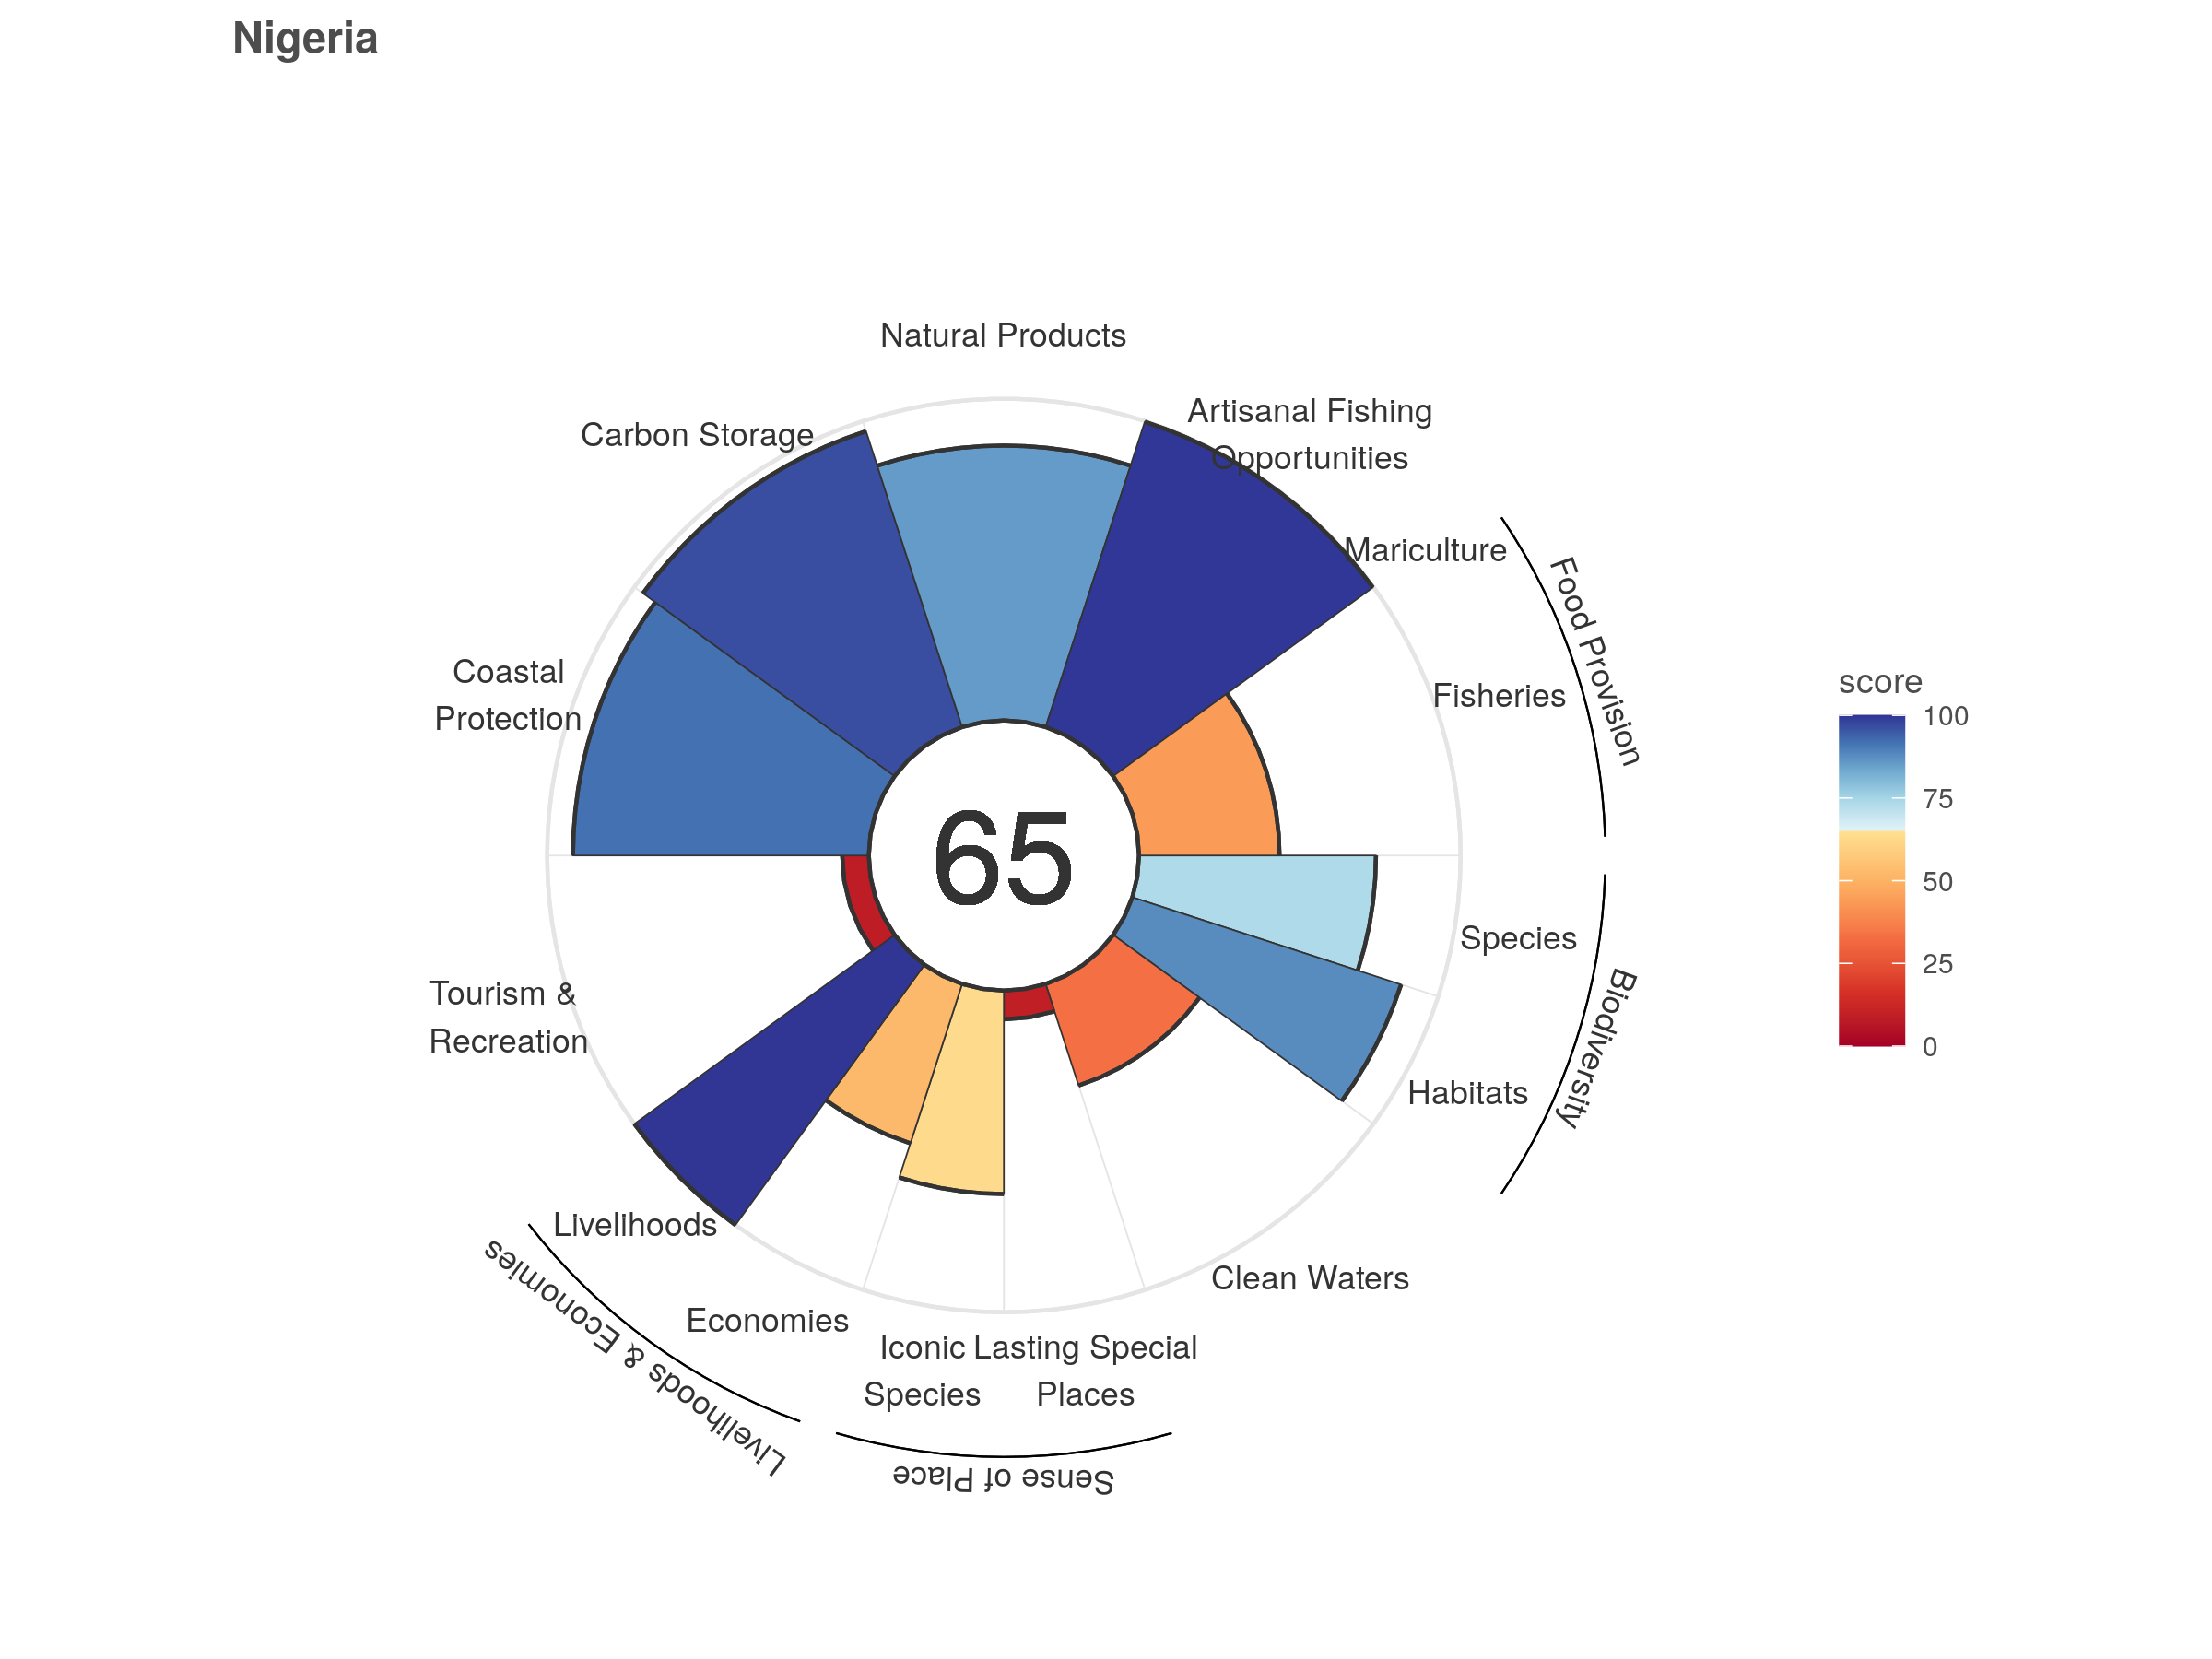 Nigeria
Natural Products
Artisanal Fishing
Opportunities
Carbon Storage
Mariculture
Food Provision
Fisheries
Coastal
Protection
score
100
75
50
25
0
65
Species
Biodiversity
Habitats
Tourism &
Recreation
Livelihoods
Clean Waters
Economies
Livelihoods & Economies
Iconic
Species
Lasting Special
Places
Sense of Place